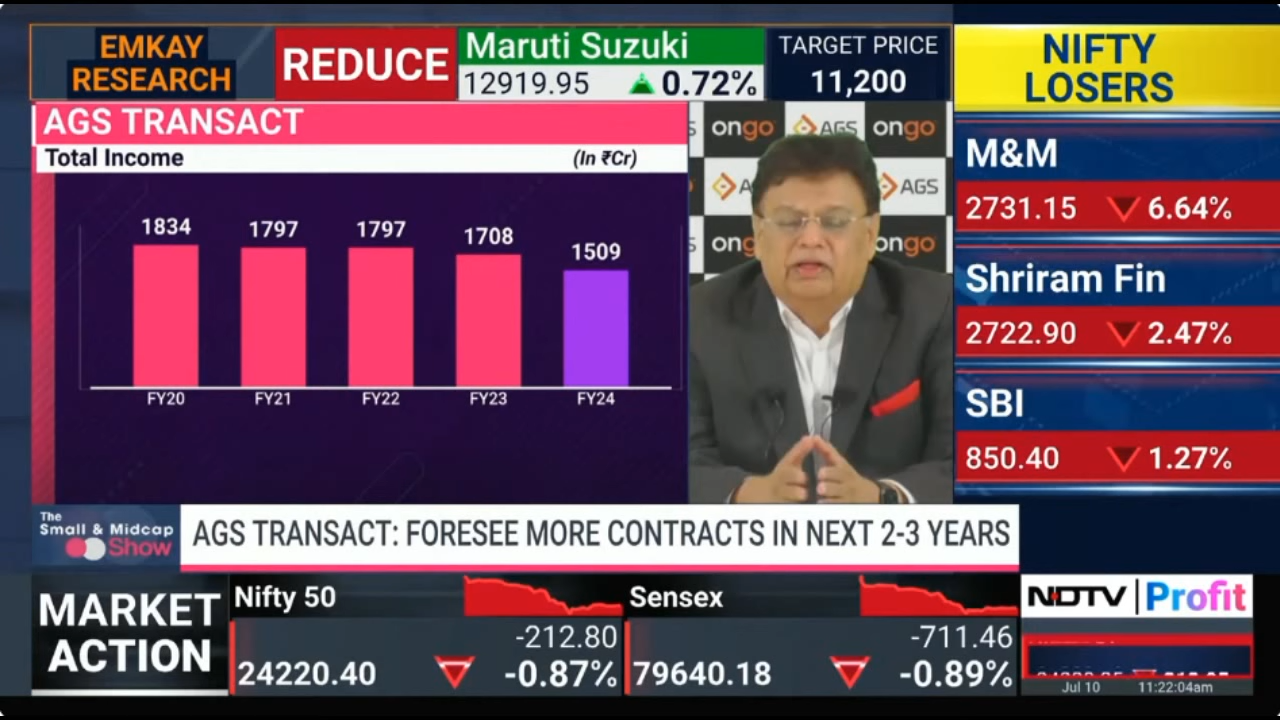 EMKAY
RESEARCH
REDUCE
Maruti Suzuki
12919.95 0.72%
TARGET PRICE
11,200
NIFTY
LOSERS
AGS TRANSACT
Total Income (In ₹Cr)
1834 1797 1797 1708 1509
FY20 FY21 FY22 FY23 FY24
S ongo AGS ongo
A AGS
S ong ongo
M&M
2731.15 6.64%
Shriram Fin
2722.90 2.47%
SBI
850.40 1.27%
The
Small & Midcap
Show
AGS TRANSACT: FORESEE MORE CONTRACTS IN NEXT 2-3 YEARS
MARKET
ACTION
Nifty 50
-212.80
24220.40 -0.87%
Sensex
-711.46
79640.18 -0.89%
NDTV Profit
Jul 10 11:22:04am